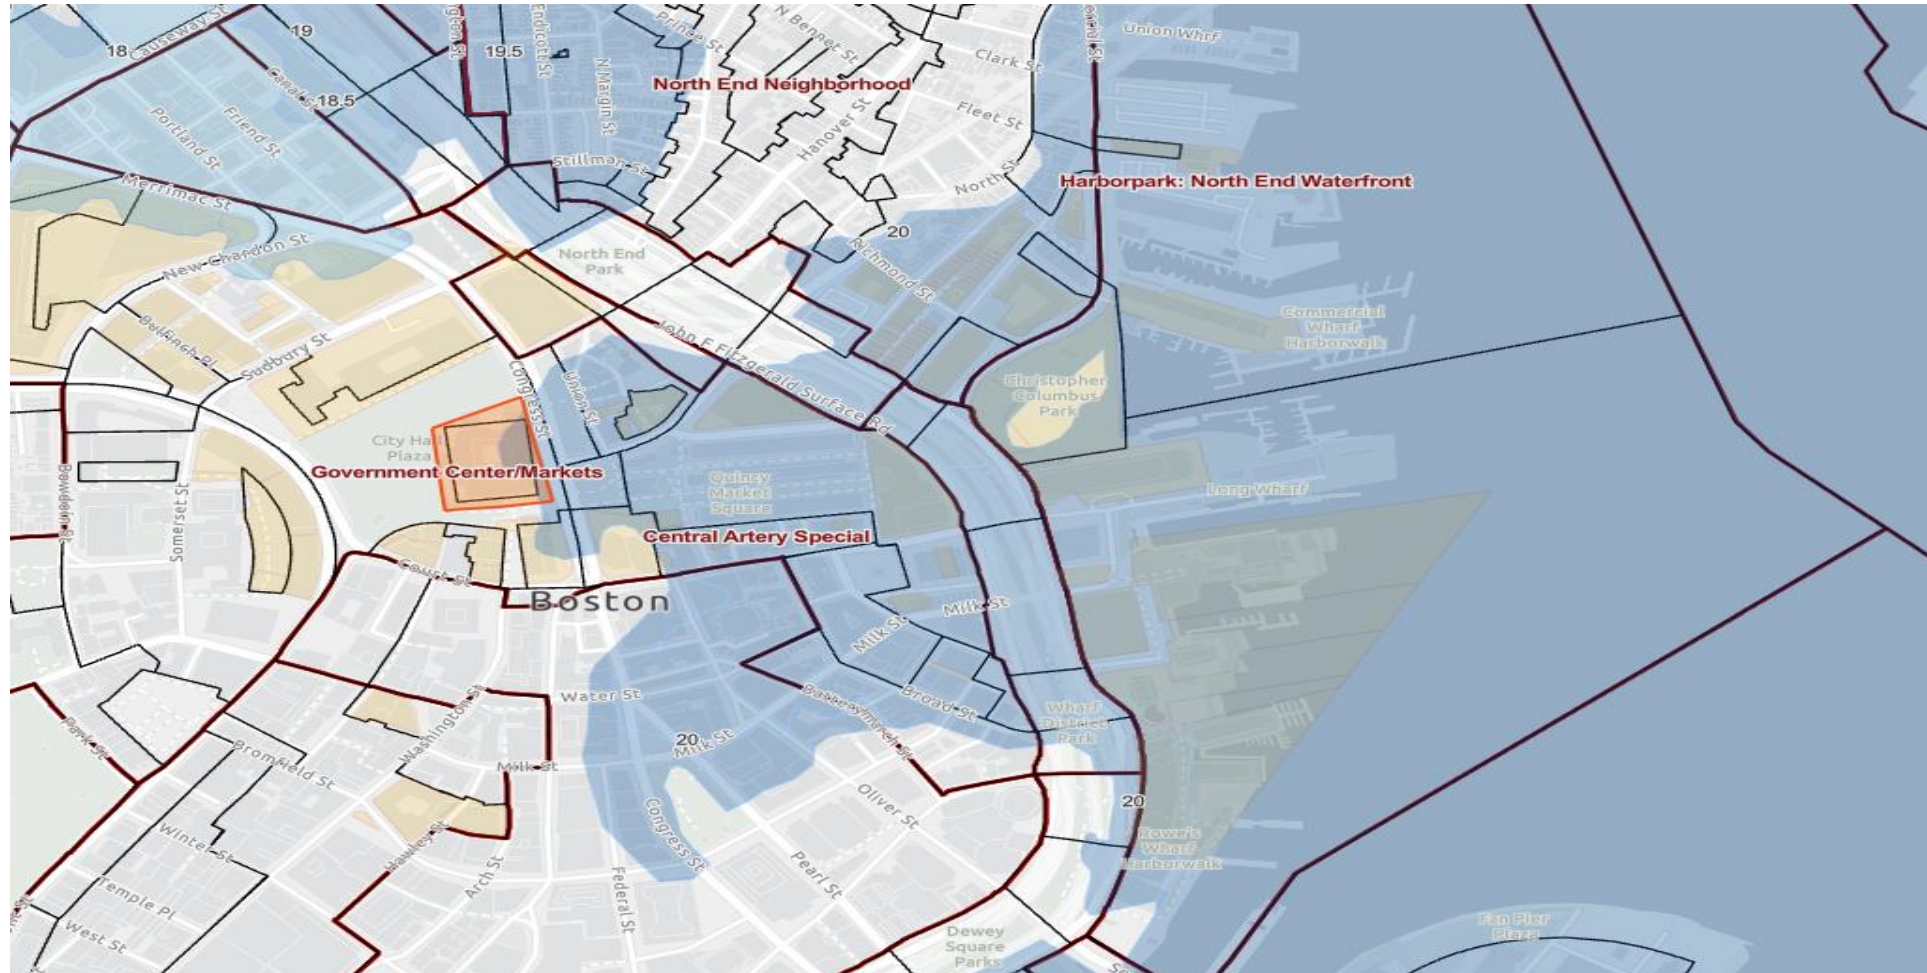 Causeway St
18
19
Canal St
18.5
19.5
Endicott St
N Margin St
Prince St
N Bennet St
Union Whrf
Clark St
North End Neighborhood
Fleet St
Hanover St
Portland St
Friend St
Stillman St
North St
Harborpark: North End Waterfront
Merrimac St
New Chardon St
North End
Park
20
Richmond St
Commercial
Wharf
Harborwalk
Bulfinch Pl
Sudbury St
John F Fitzgerald Surface Rd
Congress St
Union St
Christopher
Columbus
Park
City Hall
Plaza
Government Center/Markets
Bowdoin St
Somerset St
Quincy
Market
Square
Long Wharf
Central Artery Special
Court St
Boston
Milk St
Milk St
Water St
Batterymarch St
Broad St
Wharf
District
Park
Park St
Washington St
Bromfield St
Milk St
20
Milk St
Oliver St
20
Rowe's
Wharf
Harborwalk
Winter St
Hawley St
Arch St
Congress St
Pearl St
Federal St
Temple Pl
West St
Dewey
Square
Parks
Fan Pier
Plaza